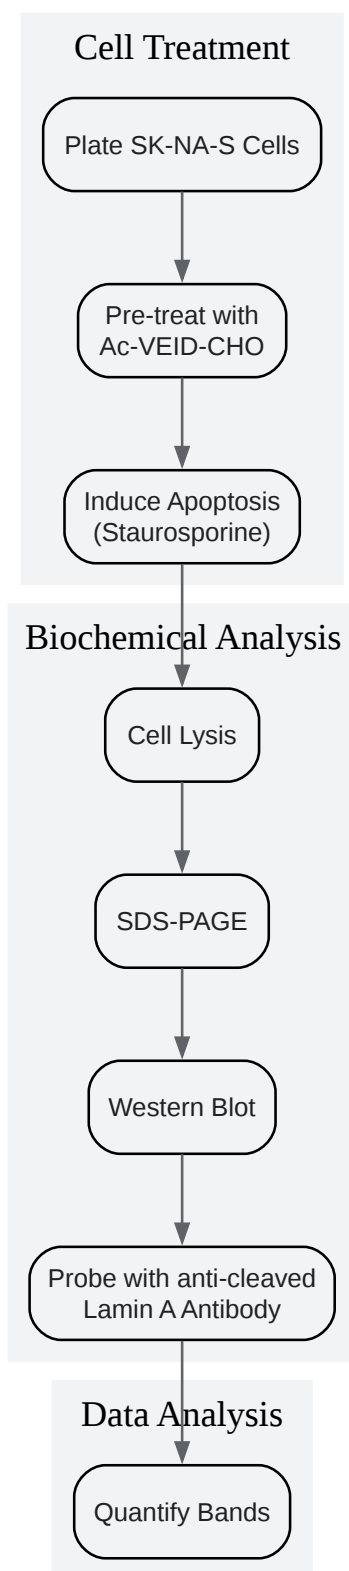 Cell Treatment
Plate SK-NA-S Cells
Pre-treat with
Ac-VEID-CHO
Induce Apoptosis
(Staurosporine)
Biochemical Analysis
Cell Lysis
SDS-PAGE
Western Blot
Probe with anti-cleaved
Lamin A Antibody
Data Analysis
Quantify Bands